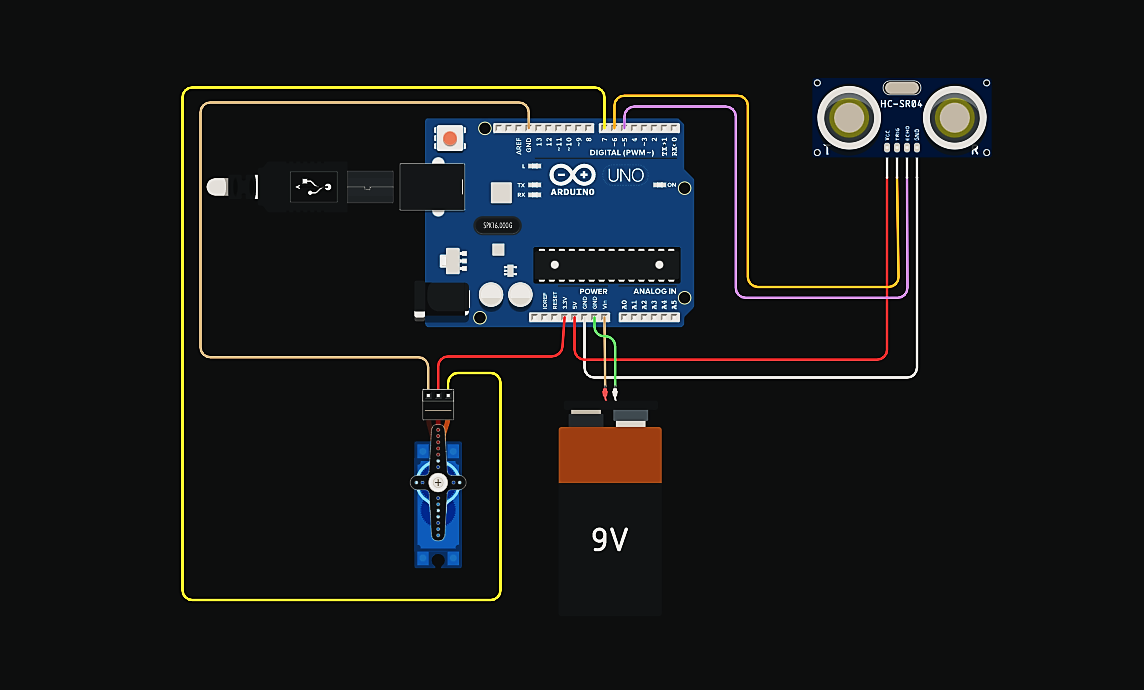 HC-SR04
VCC
TRIG
ECHO
GND
T
R
AREF
GND
13
12
~11
~10
~9
8
7
~6
~5
4
~3
2
TX→1
RX←0
DIGITAL (PWM ~)
L
TX
RX
ARDUINO
UNO
ON
SPK16.000G
POWER
ANALOG IN
IOREF
RESET
3.3V
5V
GND
GND
Vin
A0
A1
A2
A3
A4
A5
9V